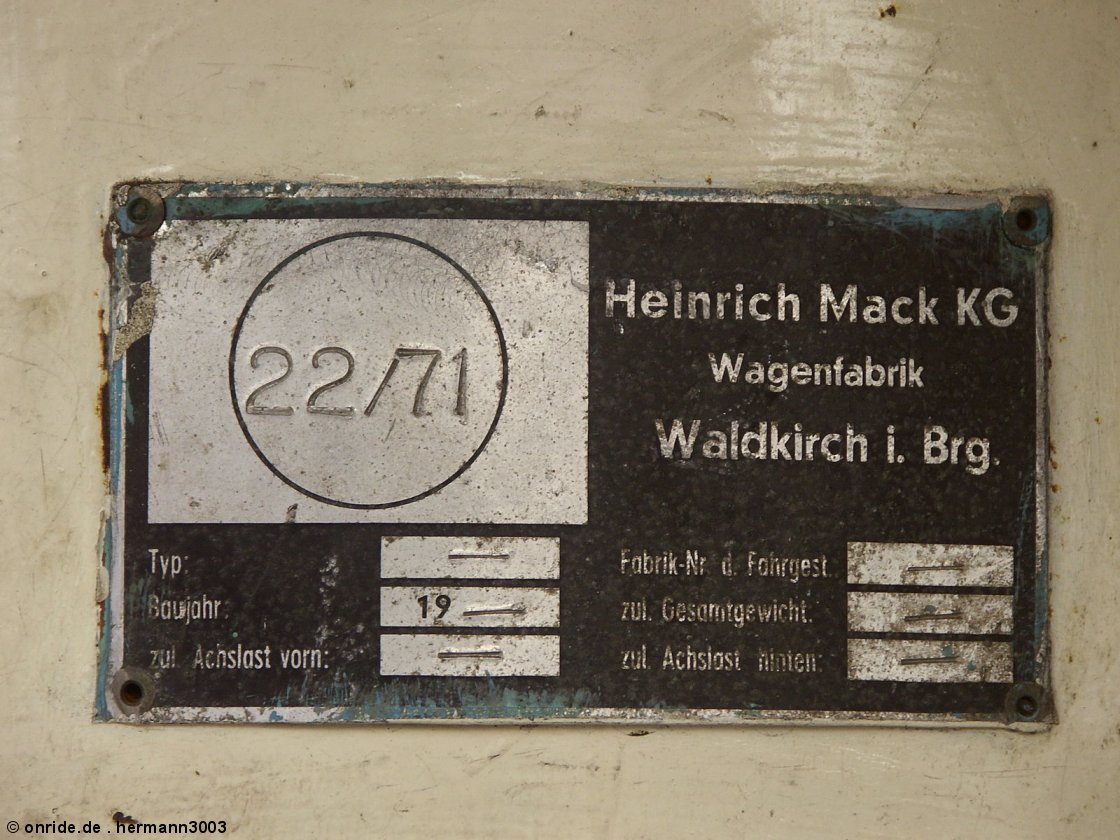 22/71
Heinrich Mack KG
Wagenfabrik
Waldkirch i. Brg.
Typ: —
Baujahr: 19 —
zul. Achslast vorn: —
Fabrik-Nr. d. Fahrgest. —
zul. Gesamtgewicht: —
zul. Achslast hinten: —
© onride.de . hermann3003